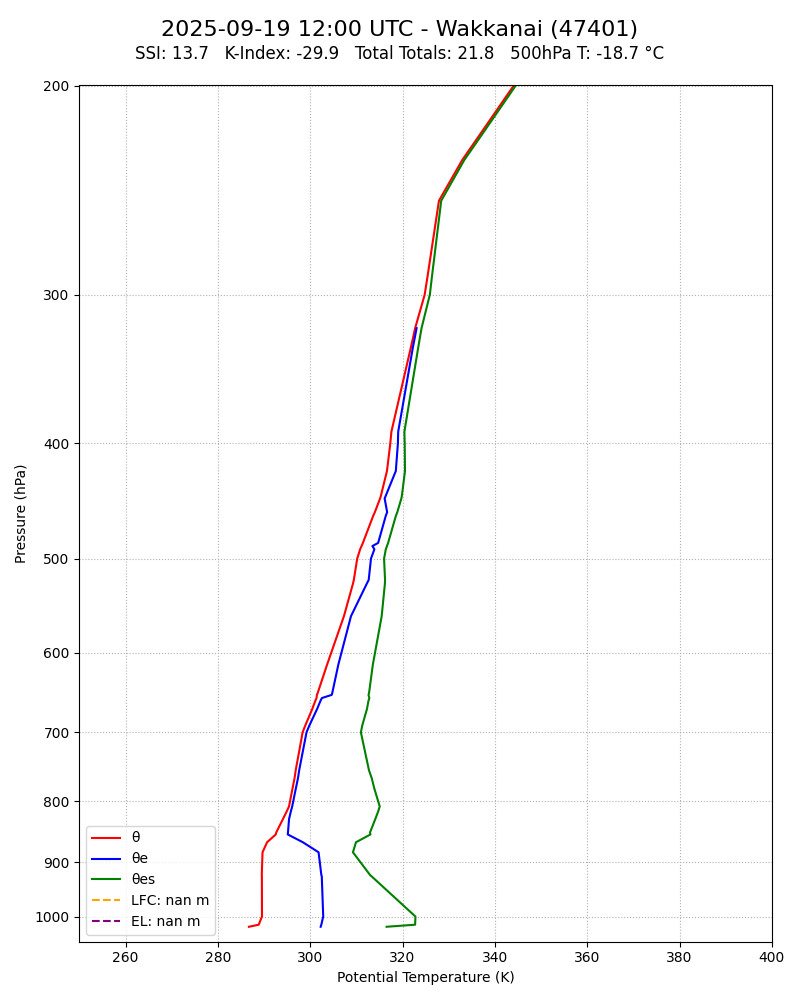 2025-09-19 12:00 UTC - Wakkanai (47401)
SSI: 13.7   K-Index: -29.9   Total Totals: 21.8   500hPa T: -18.7 °C
200
300
400
500
600
700
800
900
1000
Pressure (hPa)
θ
θe
θes
LFC: nan m
EL: nan m
260 280 300 320 340 360 380 400
Potential Temperature (K)